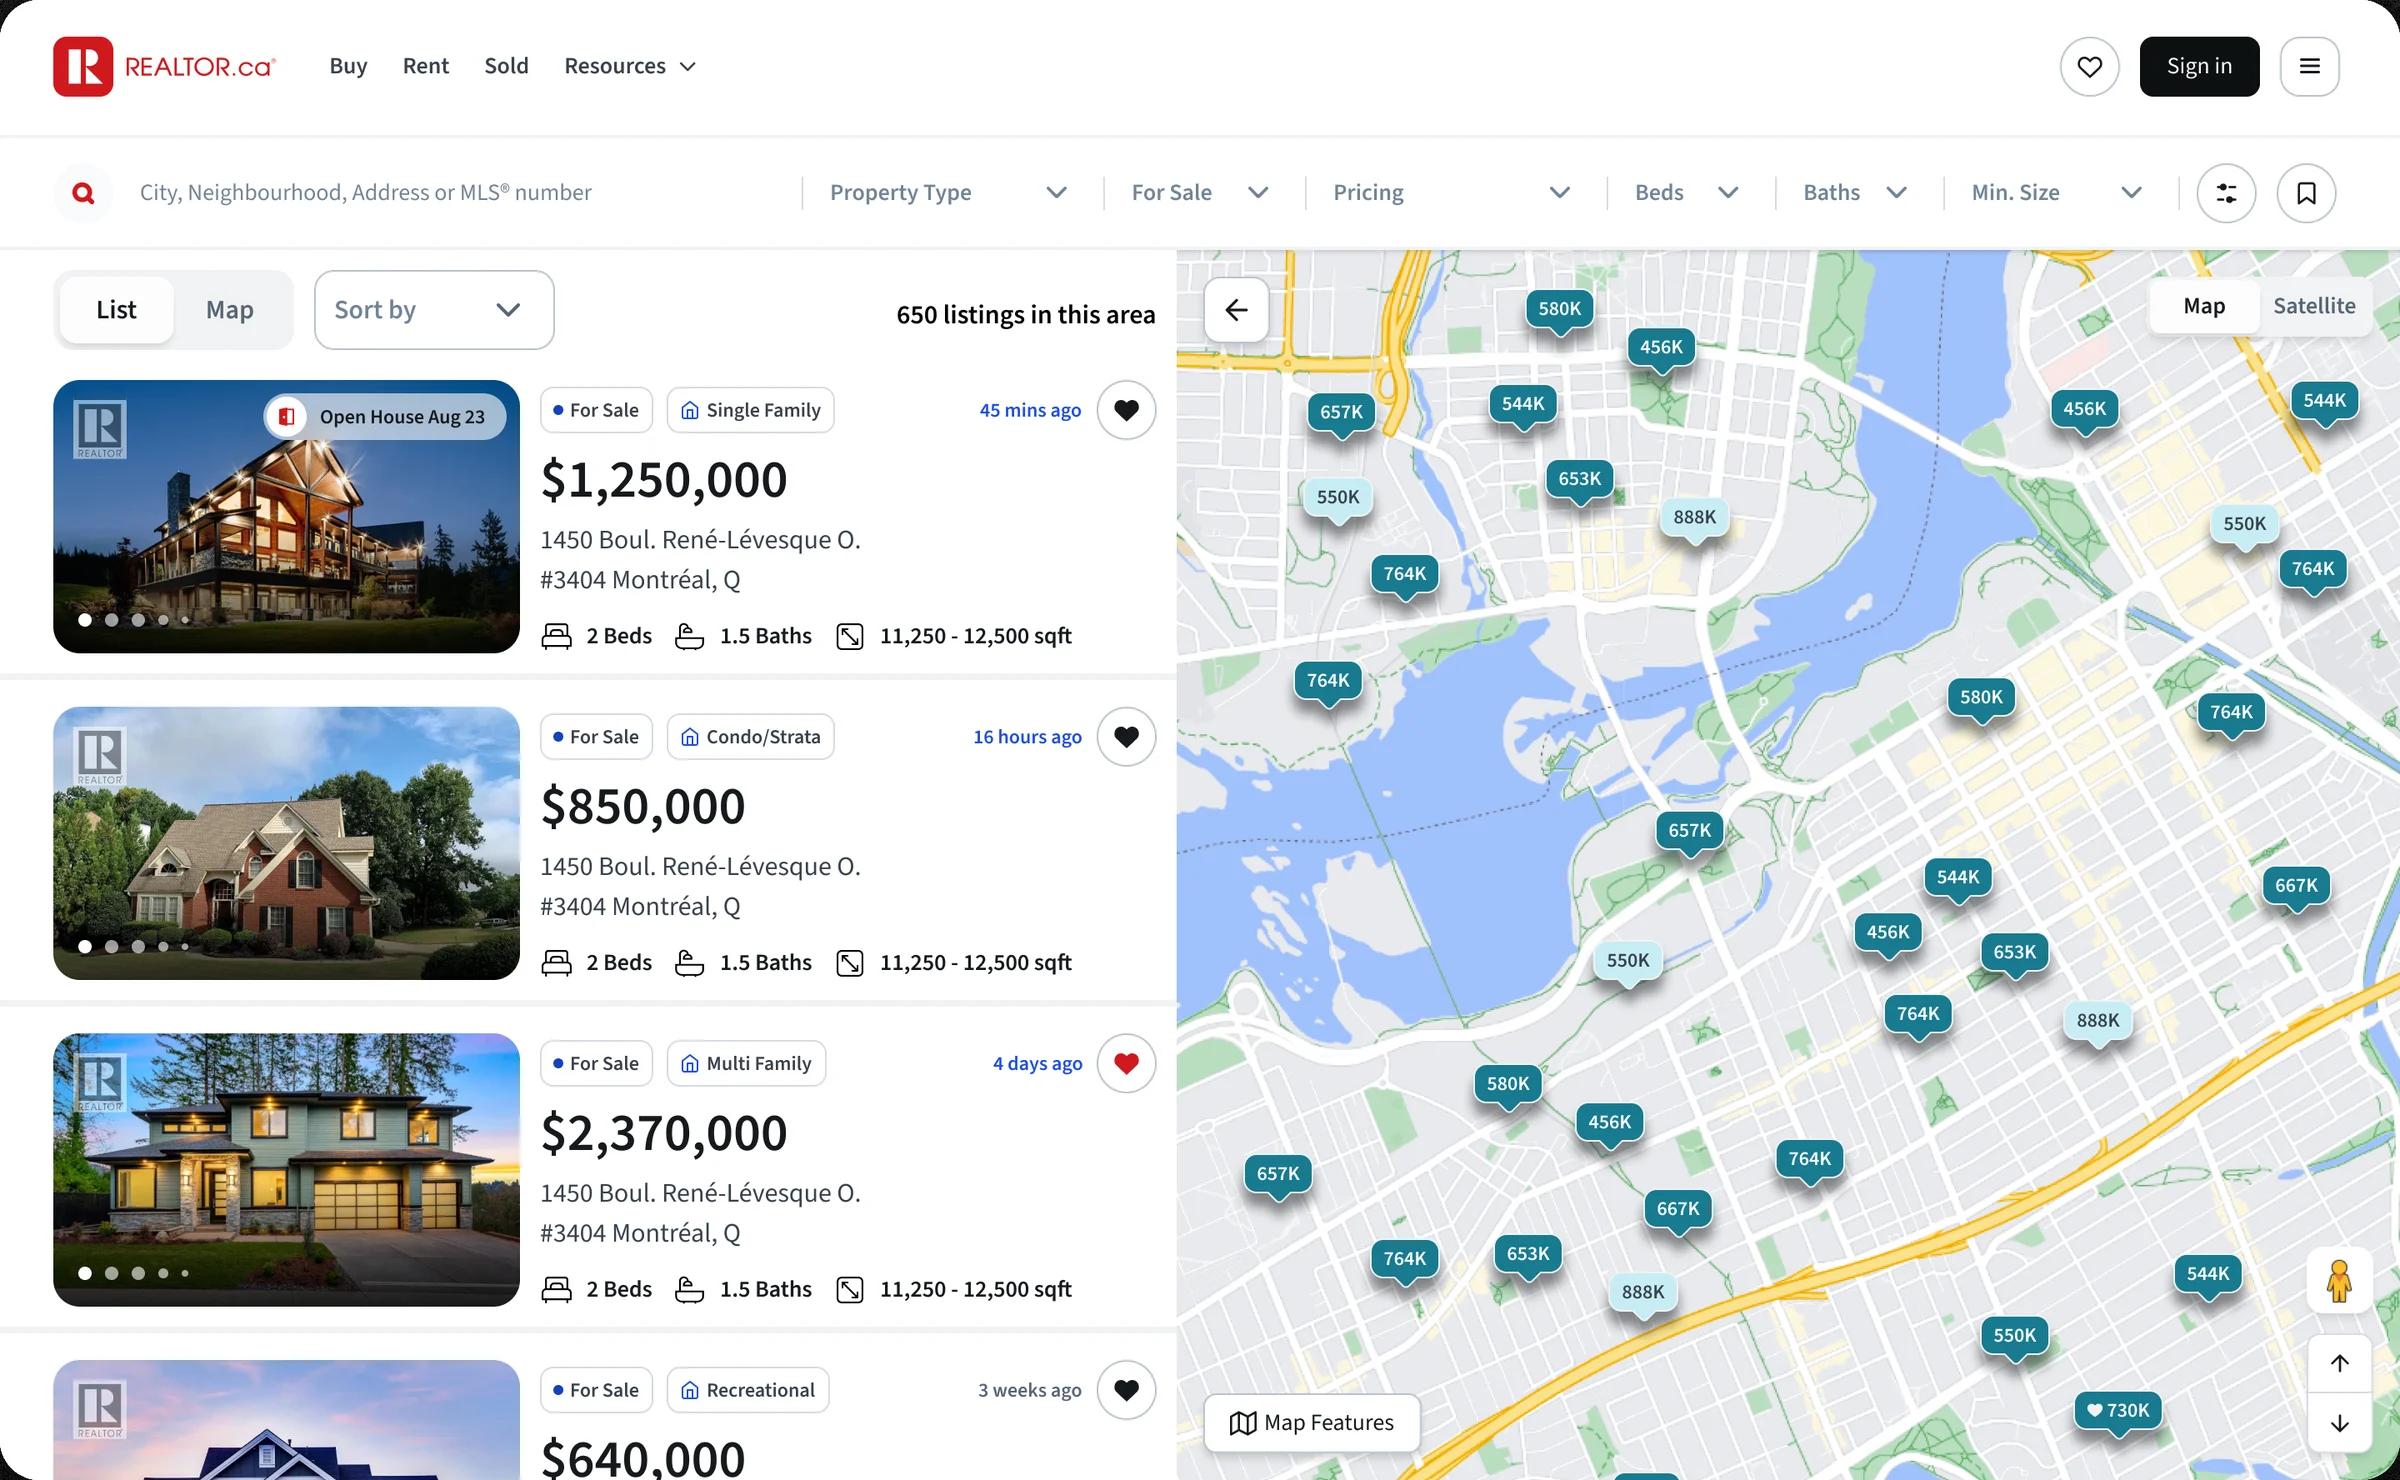 R REALTOR.ca®
Buy Rent Sold Resources
Sign in
City, Neighbourhood, Address or MLS® number
Property Type
For Sale
Pricing
Beds
Baths
Min. Size
List Map
Sort by
650 listings in this area
R REALTOR
Open House Aug 23
For Sale
Single Family
45 mins ago
$1,250,000
1450 Boul. René-Lévesque O.
#3404 Montréal, Q
2 Beds
1.5 Baths
11,250 - 12,500 sqft
R REALTOR
For Sale
Condo/Strata
16 hours ago
$850,000
1450 Boul. René-Lévesque O.
#3404 Montréal, Q
2 Beds
1.5 Baths
11,250 - 12,500 sqft
R REALTOR
For Sale
Multi Family
4 days ago
$2,370,000
1450 Boul. René-Lévesque O.
#3404 Montréal, Q
2 Beds
1.5 Baths
11,250 - 12,500 sqft
R REALTOR
For Sale
Recreational
3 weeks ago
$640,000
Map Satellite
580K
456K
657K
544K
456K
544K
653K
550K
888K
550K
764K
764K
764K
580K
764K
657K
544K
667K
456K
653K
550K
764K
888K
580K
456K
764K
657K
667K
653K
764K
544K
888K
550K
730K
Map Features